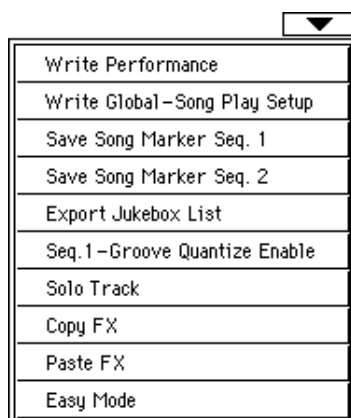 Write Performance
Write Global-Song Play Setup
Save Song Marker Seq. 1
Save Song Marker Seq. 2
Export Jukebox List
Seq.1-Groove Quantize Enable
Solo Track
Copy FX
Paste FX
Easy Mode